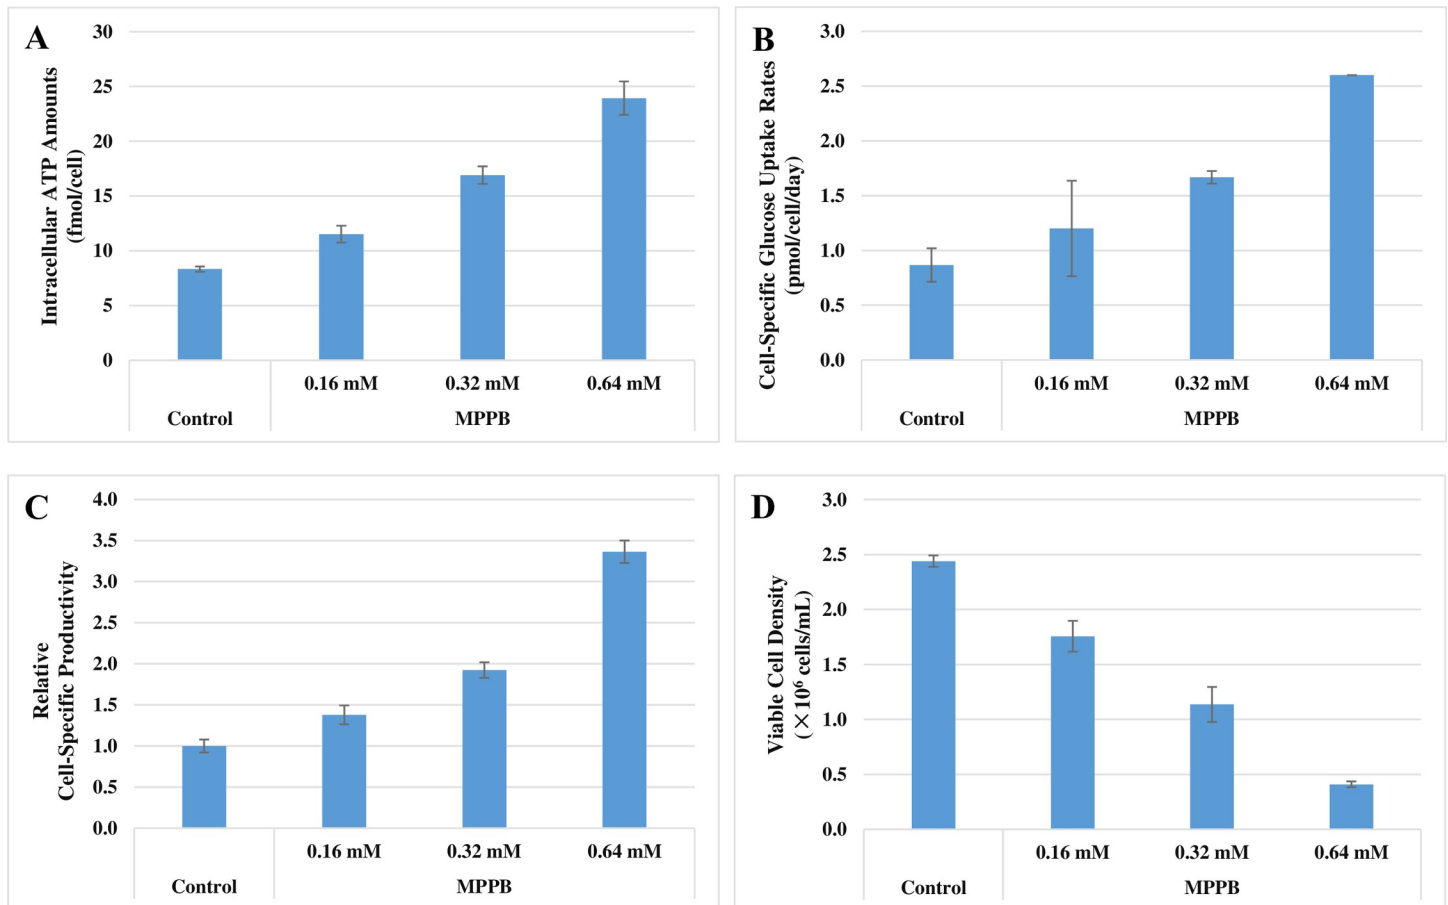 A
Intracellular ATP Amounts
(fmol/cell)
30
25
20
15
10
5
0
0.16 mM 0.32 mM 0.64 mM
Control MPPB
B
Cell-Specific Glucose Uptake Rates
(pmol/cell/day)
3.0
2.5
2.0
1.5
1.0
0.5
0.0
0.16 mM 0.32 mM 0.64 mM
Control MPPB
C
Relative
Cell-Specific Productivity
4.0
3.5
3.0
2.5
2.0
1.5
1.0
0.5
0.0
0.16 mM 0.32 mM 0.64 mM
Control MPPB
D
Viable Cell Density
(×10⁶ cells/mL)
3.0
2.5
2.0
1.5
1.0
0.5
0.0
0.16 mM 0.32 mM 0.64 mM
Control MPPB